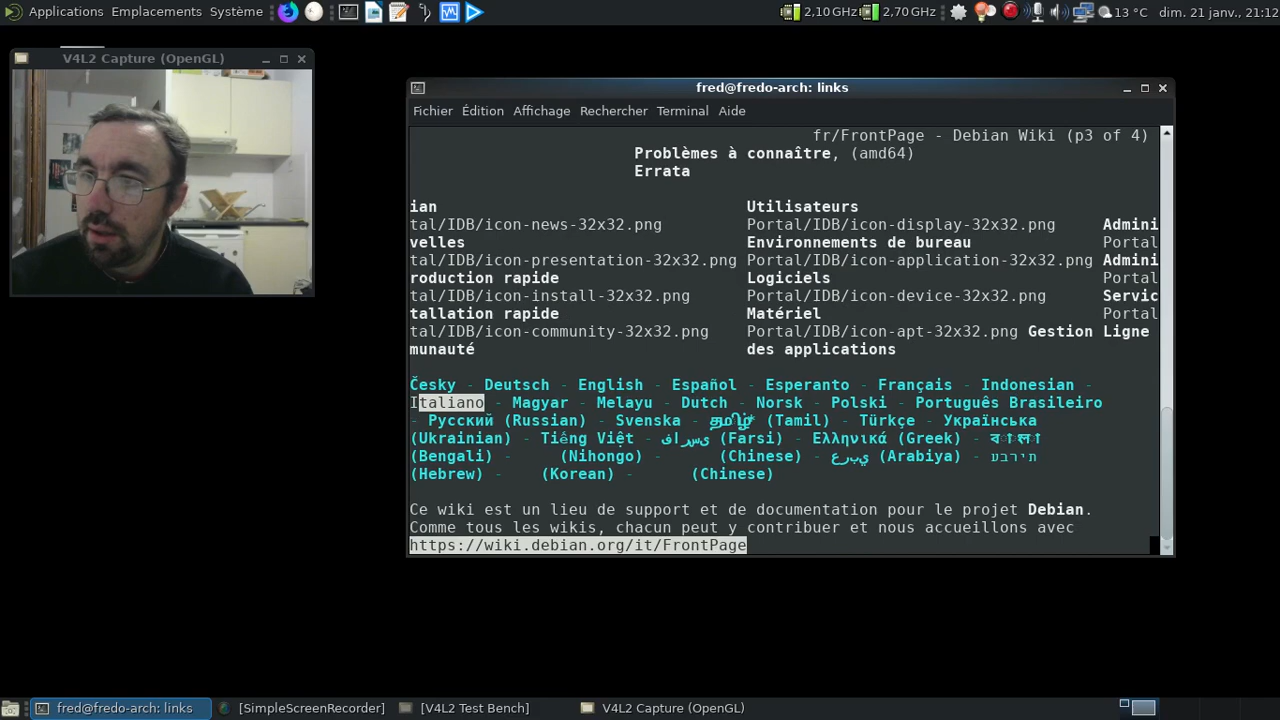 Applications Emplacements Système
2,10 GHz 2,70 GHz 13 °C dim. 21 janv., 21:12
V4L2 Capture (OpenGL)
fred@fredo-arch: links
Fichier Édition Affichage Rechercher Terminal Aide
fr/FrontPage - Debian Wiki (p3 of 4)
Problèmes à connaître, (amd64)
Errata
ian Utilisateurs
tal/IDB/icon-news-32x32.png Portal/IDB/icon-display-32x32.png Admini
velles Environnements de bureau Portal
tal/IDB/icon-presentation-32x32.png Portal/IDB/icon-application-32x32.png Admini
roduction rapide Logiciels Portal
tal/IDB/icon-install-32x32.png Portal/IDB/icon-device-32x32.png Servic
tallation rapide Matériel Portal
tal/IDB/icon-community-32x32.png Portal/IDB/icon-apt-32x32.png Gestion Ligne
munauté des applications
Česky - Deutsch - English - Español - Esperanto - Français - Indonesian -
Italiano - Magyar - Melayu - Dutch - Norsk - Polski - Português Brasileiro
- Русский (Russian) - Svenska - தமிழ் (Tamil) - Türkçe - Українська
(Ukrainian) - Tiếng Việt - ىسراف (Farsi) - Ελληνικά (Greek) - বাংলা
(Bengali) - (Nihongo) - (Chinese) - يبرع (Arabiya) - תירבע
(Hebrew) - (Korean) - (Chinese)
Ce wiki est un lieu de support et de documentation pour le projet Debian.
Comme tous les wikis, chacun peut y contribuer et nous accueillons avec
https://wiki.debian.org/it/FrontPage
fred@fredo-arch: links [SimpleScreenRecorder] [V4L2 Test Bench] V4L2 Capture (OpenGL)